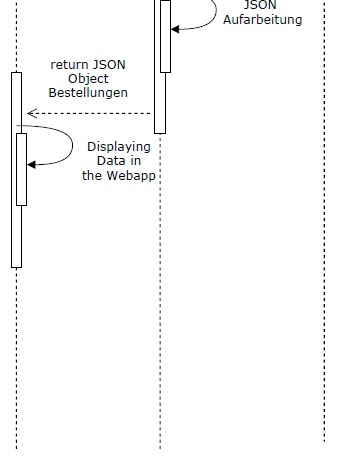 JSON
Aufarbeitung
return JSON
Object
Bestellungen
Displaying
Data in
the Webapp